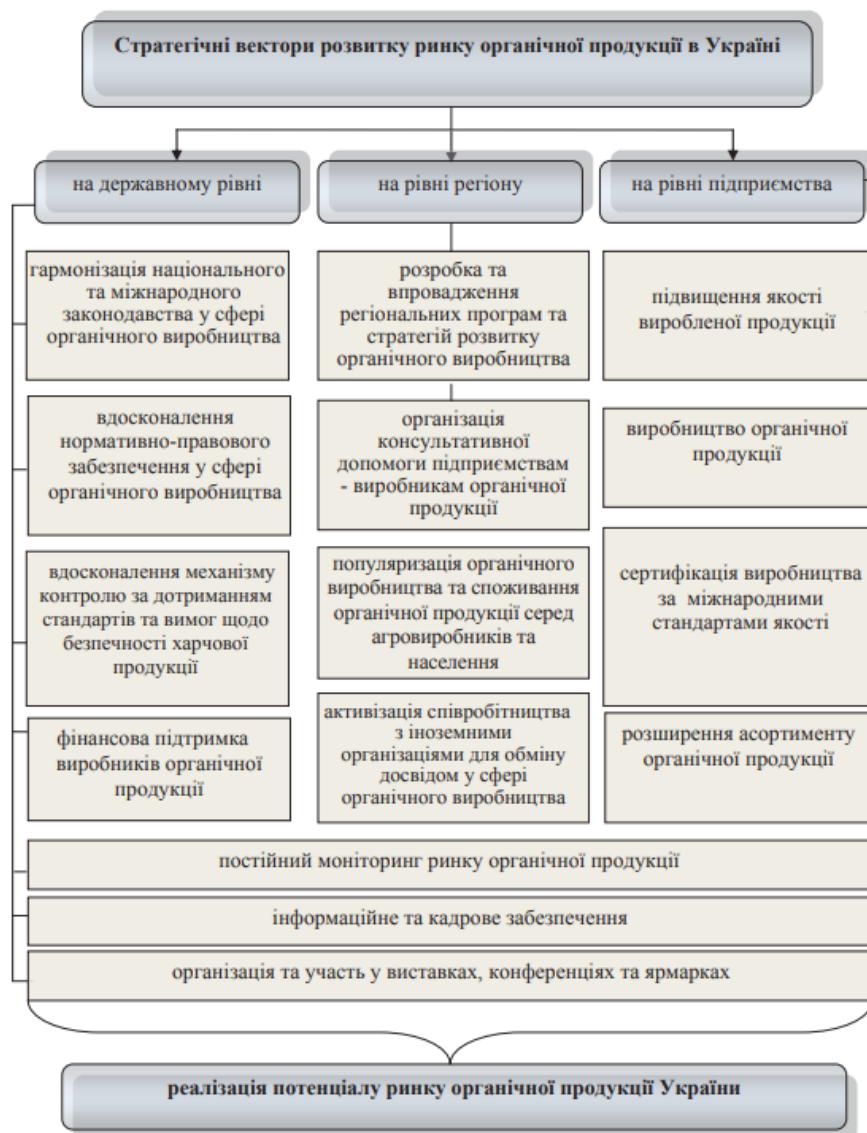 Стратегічні вектори розвитку ринку органічної продукції в Україні
на державному рівні
на рівні регіону
на рівні підприємства
гармонізація національного
та міжнародного
законодавства у сфері
органічного виробництва
розробка та
впровадження
регіональних програм та
стратегій розвитку
органічного виробництва
підвищення якості
виробленої продукції
вдосконалення
нормативно-правового
забезпечення у сфері
органічного виробництва
організація
консультативної
допомоги підприємствам
- виробникам органічної
продукції
виробництво органічної
продукції
вдосконалення механізму
контролю за дотриманням
стандартів та вимог щодо
безпечності харчової
продукції
популяризація органічного
виробництва та споживання
органічної продукції серед
агровиробників та
населення
сертифікація виробництва
за міжнародними
стандартами якості
фінансова підтримка
виробників органічної
продукції
активізація співробітництва
з іноземними
організаціями для обміну
досвідом у сфері
органічного виробництва
розширення асортименту
органічної продукції
постійний моніторинг ринку органічної продукції
інформаційне та кадрове забезпечення
організація та участь у виставках, конференціях та ярмарках
реалізація потенціалу ринку органічної продукції України